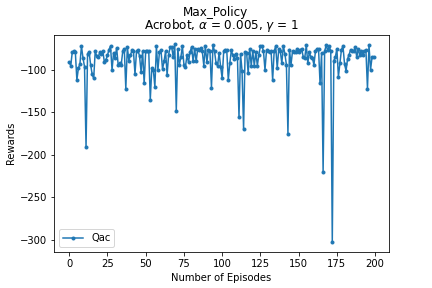 Max_Policy
Acrobot, α = 0.005, γ = 1
Rewards
−100
−150
−200
−250
−300
Qac
0
25
50
75
100
125
150
175
200
Number of Episodes